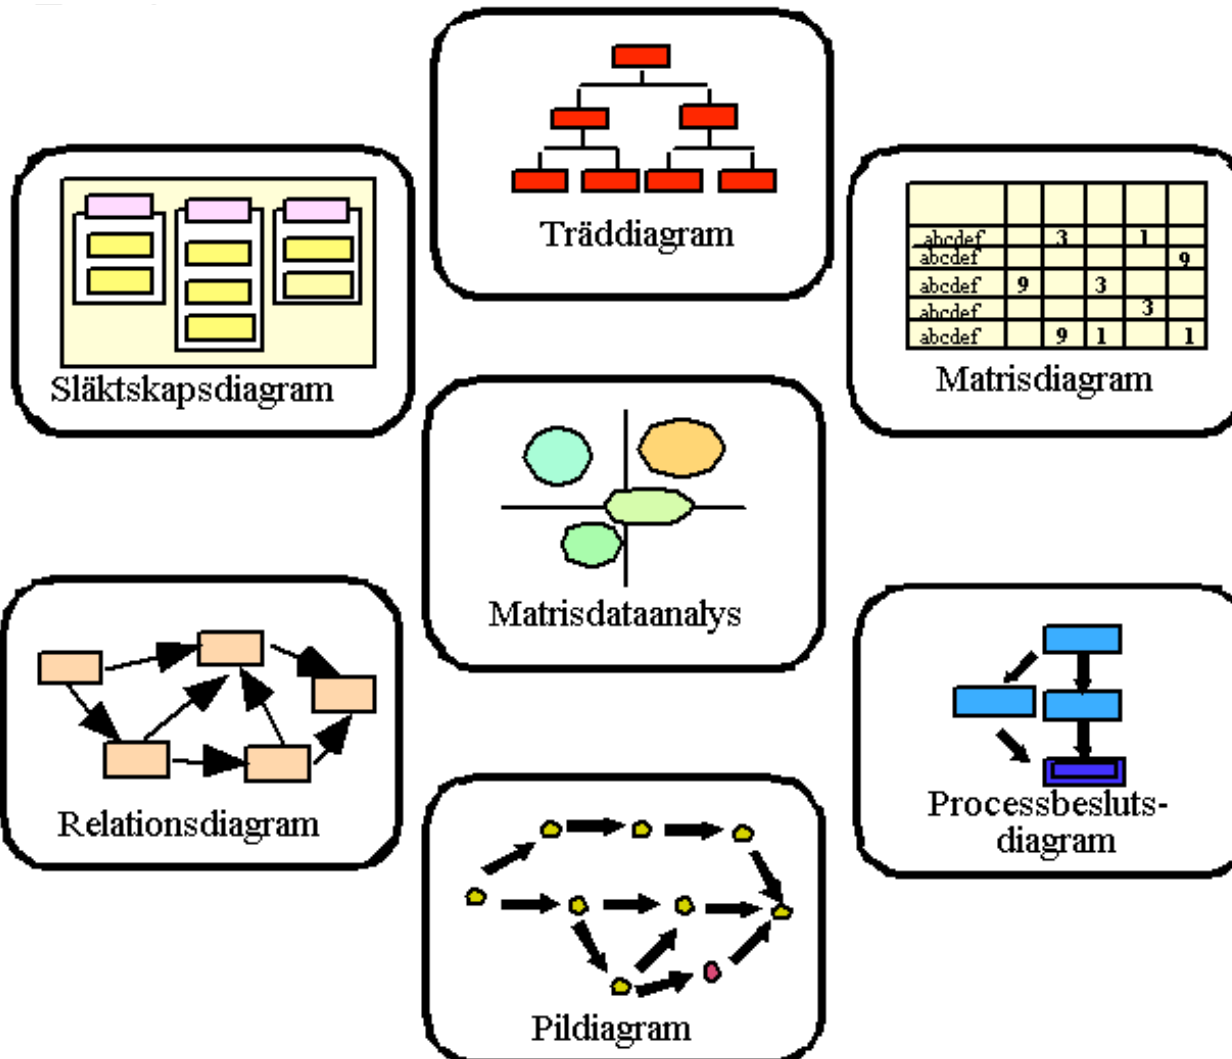 Träddiagram
Släktskapsdiagram
abcdef 3 1
abcdef 9
abcdef 9 3
abcdef 3
abcdef 9 1 1
Matrisdiagram
Matrisdataanalys
Relationsdiagram
Processbesluts-
diagram
Pildiagram